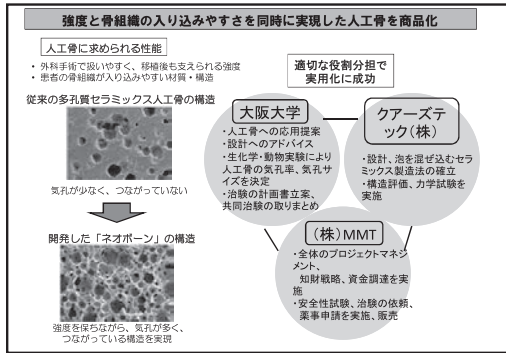 強度と骨組織の入り込みやすさを同時に実現した人工骨を商品化
人工骨に求められる性能
・外科手術で扱いやすく、移植後も支えられる強度
・患者の骨組織が入り込みやすい材質・構造
従来の多孔質セラミックス人工骨の構造
気孔が少なく、つながっていない
開発した「ネオボーン」の構造
強度を保ちながら、気孔が多く、
つながっている構造を実現
適切な役割分担で
実用化に成功
大阪大学
・人工骨への応用提案
・設計へのアドバイス
・生化学・動物実験により
人工骨の気孔率、気孔サ
イズを決定
・治験の計画書立案、
共同治験の取りまとめ
クアーズテ
ック(株)
・設計、泡を混ぜ込むセラ
ミックス製造法の確立
・構造評価、力学試験を
実施
(株)MMT
・全体のプロジェクトマネジ
メント、
知財戦略、資金調達を実
施
・安全性試験、治験の依頼、
薬事申請を実施、販売